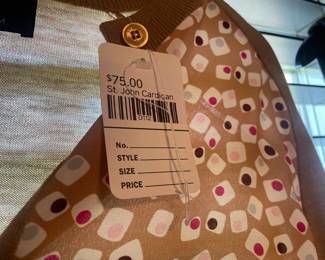 $75.00
St. John Cardigan
No.
STYLE
SIZE
PRICE